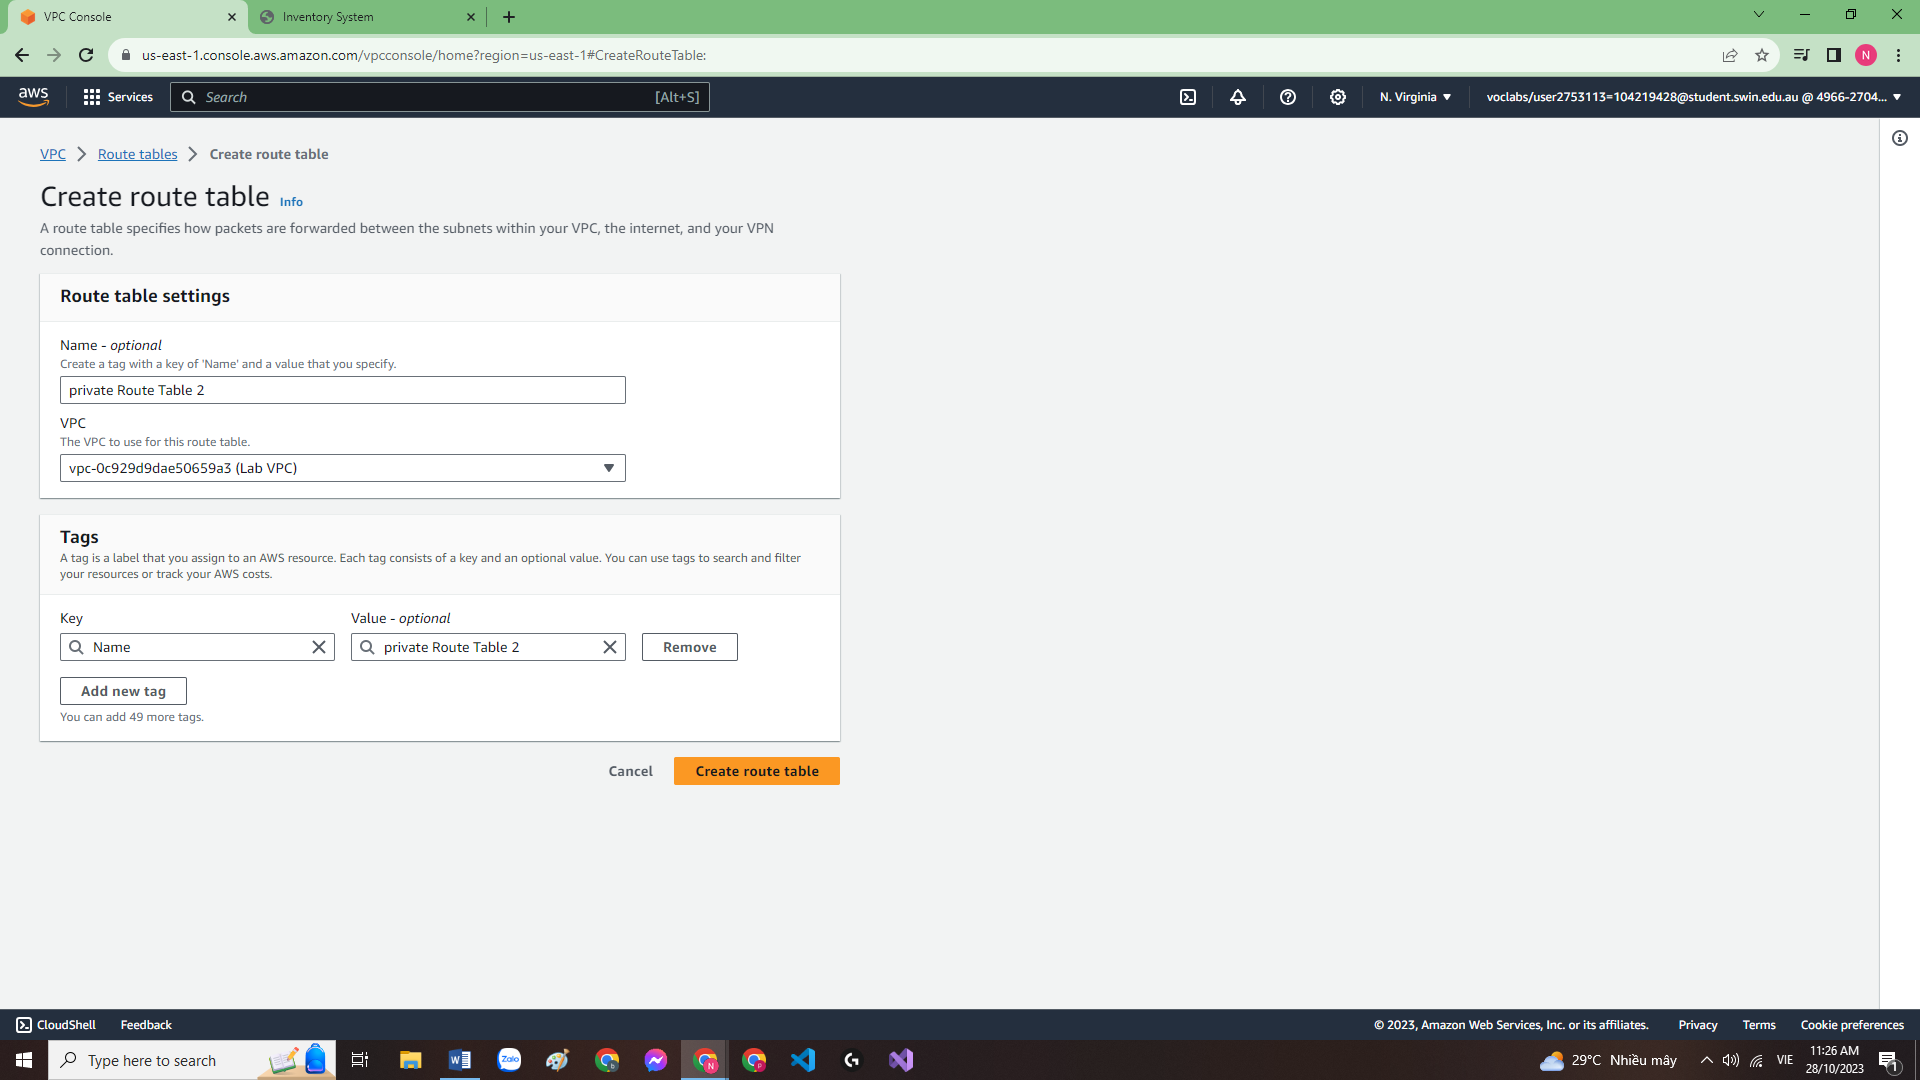 VPC Console
Inventory System
us-east-1.console.aws.amazon.com/vpcconsole/home?region=us-east-1#CreateRouteTable:
N
aws
Services
Search
[Alt+S]
N. Virginia
voclabs/user2753113=104219428@student.swin.edu.au @ 4966-2704...
VPC
Route tables
Create route table
Create route table Info
A route table specifies how packets are forwarded between the subnets within your VPC, the internet, and your VPN
connection.
Route table settings
Name - optional
Create a tag with a key of 'Name' and a value that you specify.
private Route Table 2
VPC
The VPC to use for this route table.
vpc-0c929d9dae50659a3 (Lab VPC)
Tags
A tag is a label that you assign to an AWS resource. Each tag consists of a key and an optional value. You can use tags to search and filter
your resources or track your AWS costs.
Key
Value - optional
Name
private Route Table 2
Remove
Add new tag
You can add 49 more tags.
Cancel
Create route table
CloudShell
Feedback
© 2023, Amazon Web Services, Inc. or its affiliates.
Privacy
Terms
Cookie preferences
Type here to search
Zalo
29°C Nhiều mây
VIE
11:26 AM
28/10/2023
1